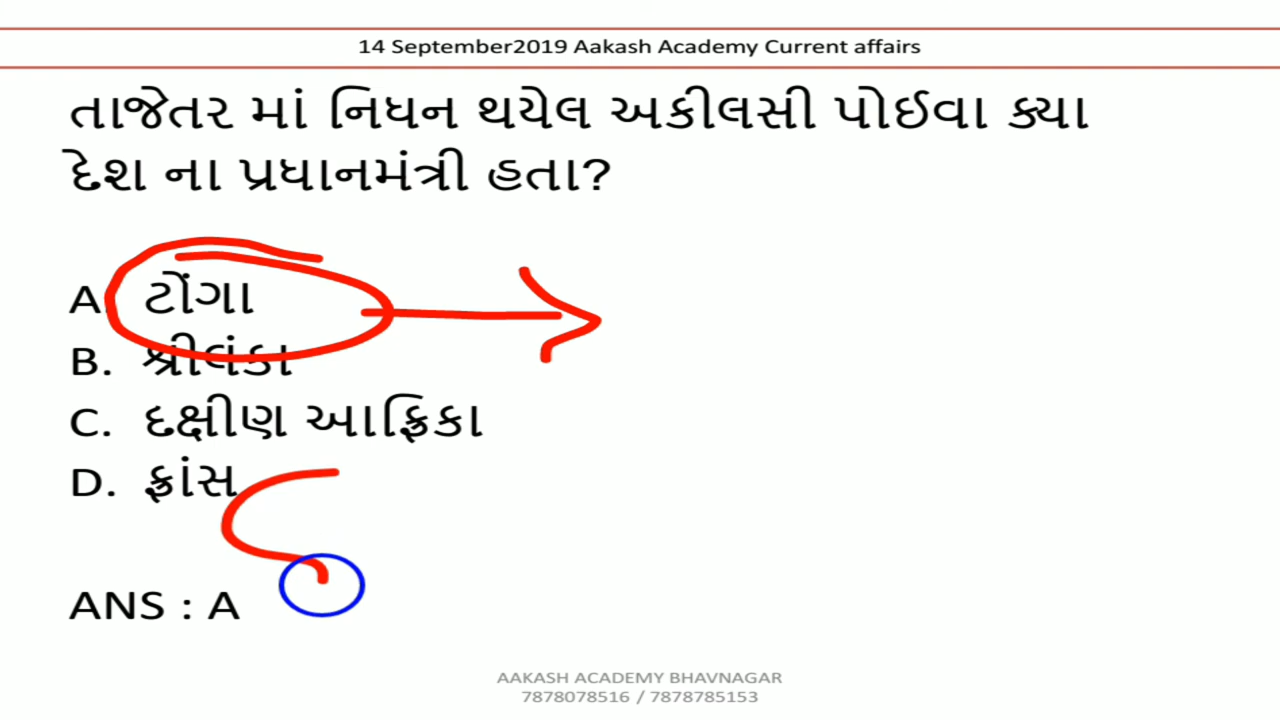 14 September2019 Aakash Academy Current affairs
તાજેતર માં નિધન થયેલ અકીલસી પોઈવા ક્યા
દેશ ના પ્રધાનમંત્રી હતા?
A. ટોંગા
B. શ્રીલંકા
C. દક્ષીણ આફ્રિકા
D. ફ્રાંસ
ANS : A
AAKASH ACADEMY BHAVNAGAR
7878078516 / 7878785153